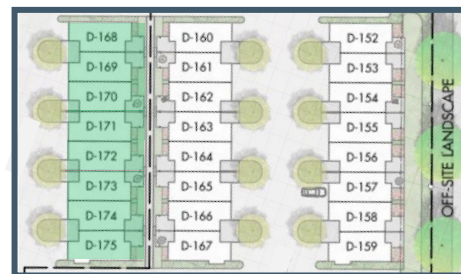 D-168
D-169
D-170
D-171
D-172
D-173
D-174
D-175
D-160
D-161
D-162
D-163
D-164
D-165
D-166
D-167
D-152
D-153
D-154
D-155
D-156
D-157
D-158
D-159
OFF-SITE LANDSCAPE